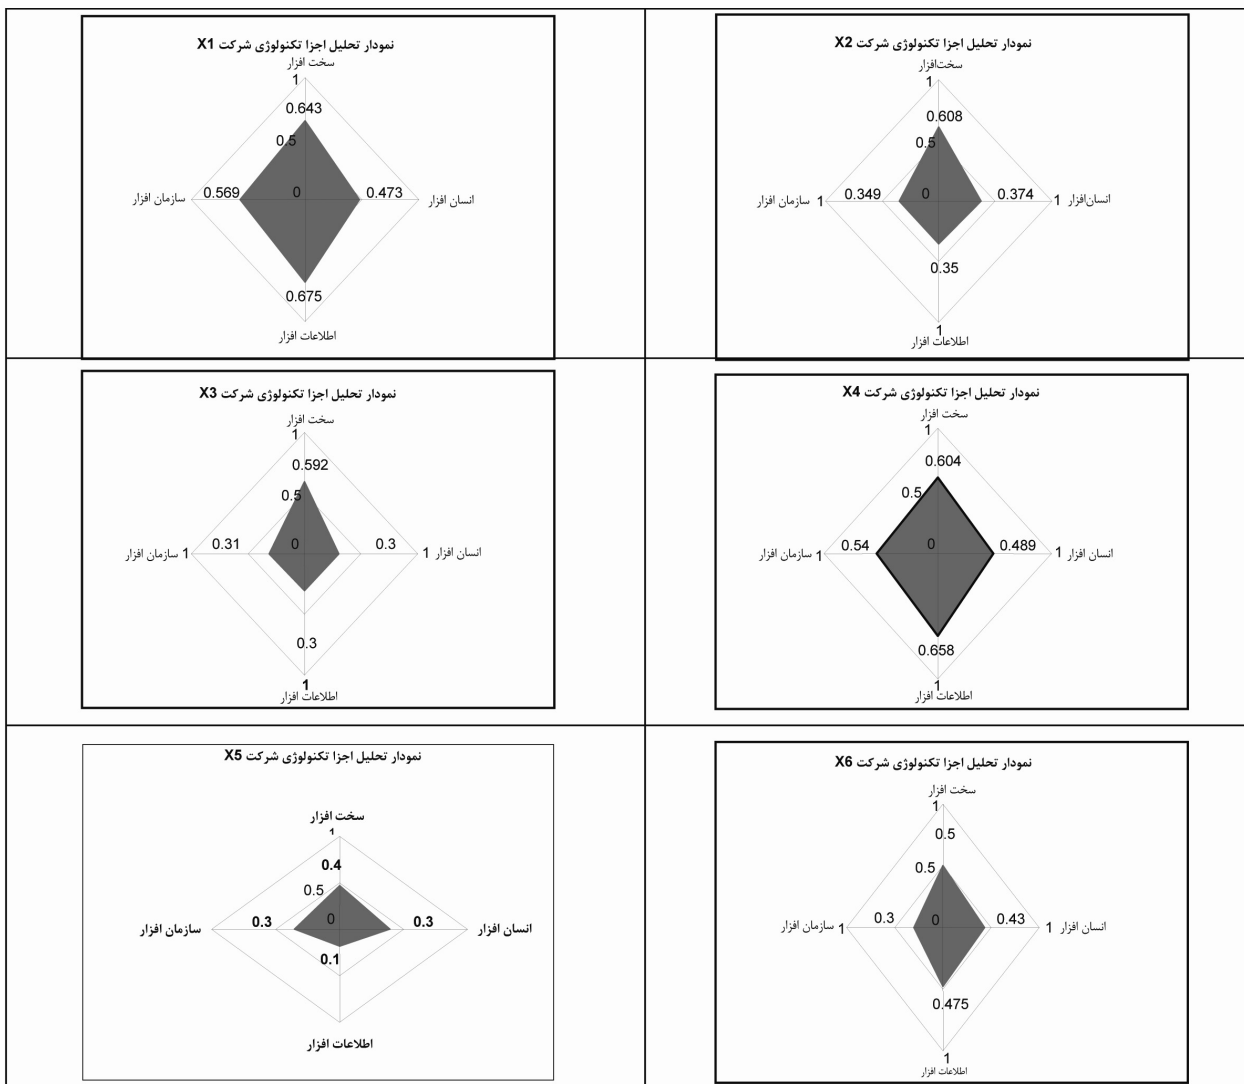 نمودار تحلیل اجزا تکنولوژی شرکت X1
سخت افزار
1
0.643
0.5
سازمان افزار 0.569 0 0.473 انسان افزار
0.675
اطلاعات افزار
نمودار تحلیل اجزا تکنولوژی شرکت X2
سخت‌افزار
1
0.608
0.5
سازمان افزار 1 0.349 0 0.374 1 انسان‌افزار
0.35
1
اطلاعات افزار
نمودار تحلیل اجزا تکنولوژی شرکت X3
سخت افزار
1
0.592
0.5
سازمان افزار 1 0.31 0 0.3 1 انسان افزار
0.3
1
اطلاعات افزار
نمودار تحلیل اجزا تکنولوژی شرکت X4
سخت افزار
1
0.604
0.5
سازمان افزار 1 0.54 0 0.489 1 انسان افزار
0.658
1
اطلاعات افزار
نمودار تحلیل اجزا تکنولوژی شرکت X5
سخت افزار
1
0.4
0.5
سازمان افزار 0.3 0 0.3 انسان افزار
0.1
اطلاعات افزار
نمودار تحلیل اجزا تکنولوژی شرکت X6
سخت افزار
1
0.5
0.5
سازمان افزار 1 0.3 0 0.43 1 انسان افزار
0.475
1
اطلاعات افزار